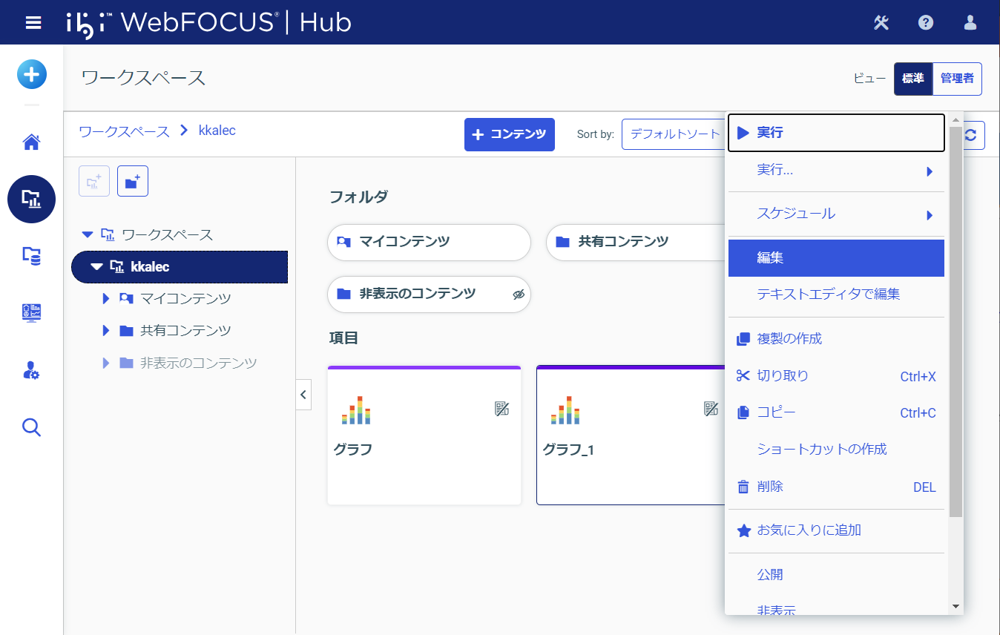 ibi™ WebFOCUS® | Hub
ワークスペース
ビュー 標準 管理者
ワークスペース > kkalec
+ コンテンツ
Sort by: デフォルトソート
ワークスペース
kkalec
マイコンテンツ
共有コンテンツ
非表示のコンテンツ
フォルダ
マイコンテンツ
共有コンテンツ
非表示のコンテンツ
項目
グラフ
グラフ_1
実行
実行...
スケジュール
編集
テキストエディタで編集
複製の作成
切り取り Ctrl+X
コピー Ctrl+C
ショートカットの作成
削除 DEL
お気に入りに追加
公開
非表示